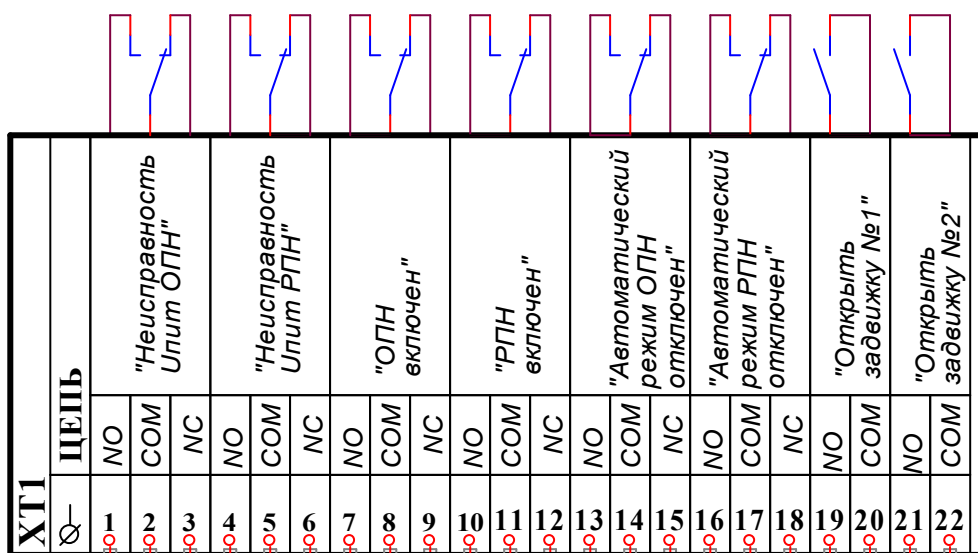 XT1
ЦЕПЬ
"Неисправность
Uпит ОПН"
"Неисправность
Uпит РПН"
"ОПН
включен"
"РПН
включен"
"Автоматический
режим ОПН
отключен"
"Автоматический
режим РПН
отключен"
"Открыть
задвижку №1"
"Открыть
задвижку №2"
NO COM NC NO COM NC NO COM NC NO COM NC NO COM NC NO COM NC NO COM NO COM
1 2 3 4 5 6 7 8 9 10 11 12 13 14 15 16 17 18 19 20 21 22